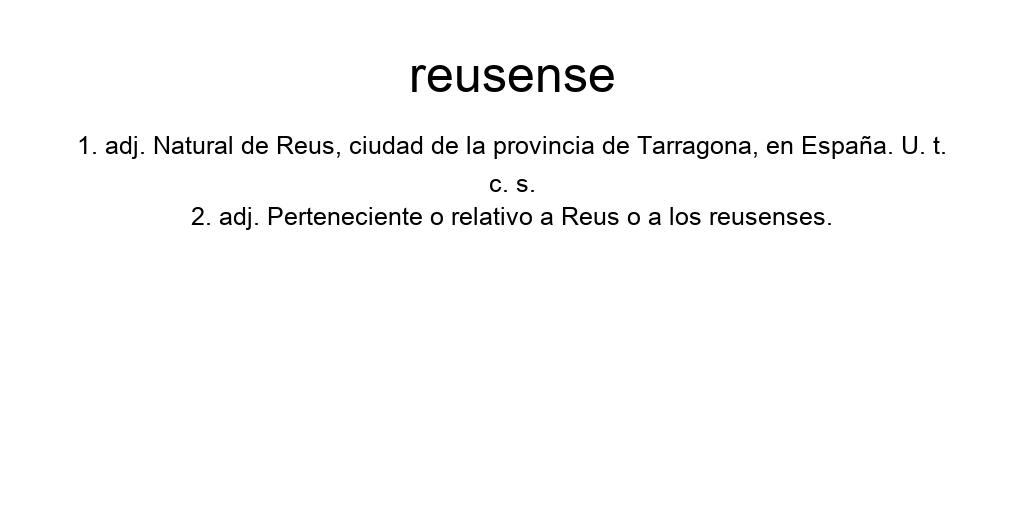 reusense
1. adj. Natural de Reus, ciudad de la provincia de Tarragona, en España. U. t.
c. s.
2. adj. Perteneciente o relativo a Reus o a los reusenses.